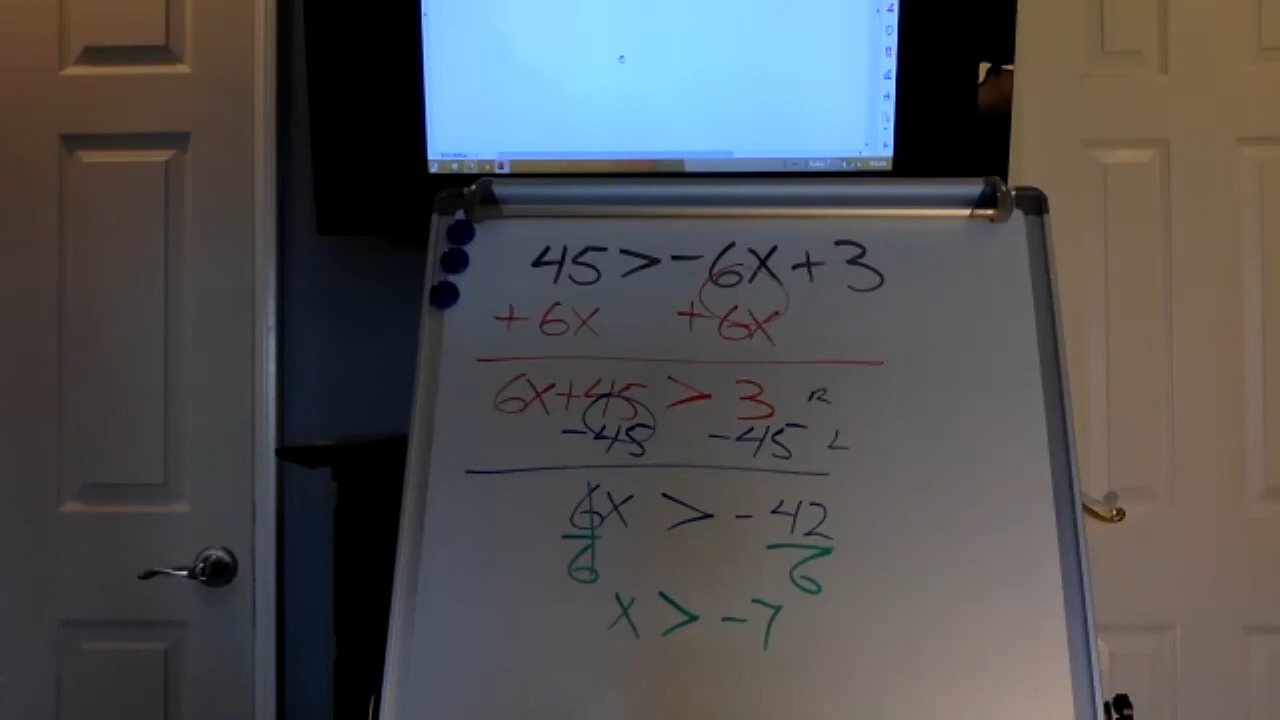 45 > -6x + 3
+6x +6x
6x+45 > 3 R
-45 -45 L
6x > -42
6 6
x > -7